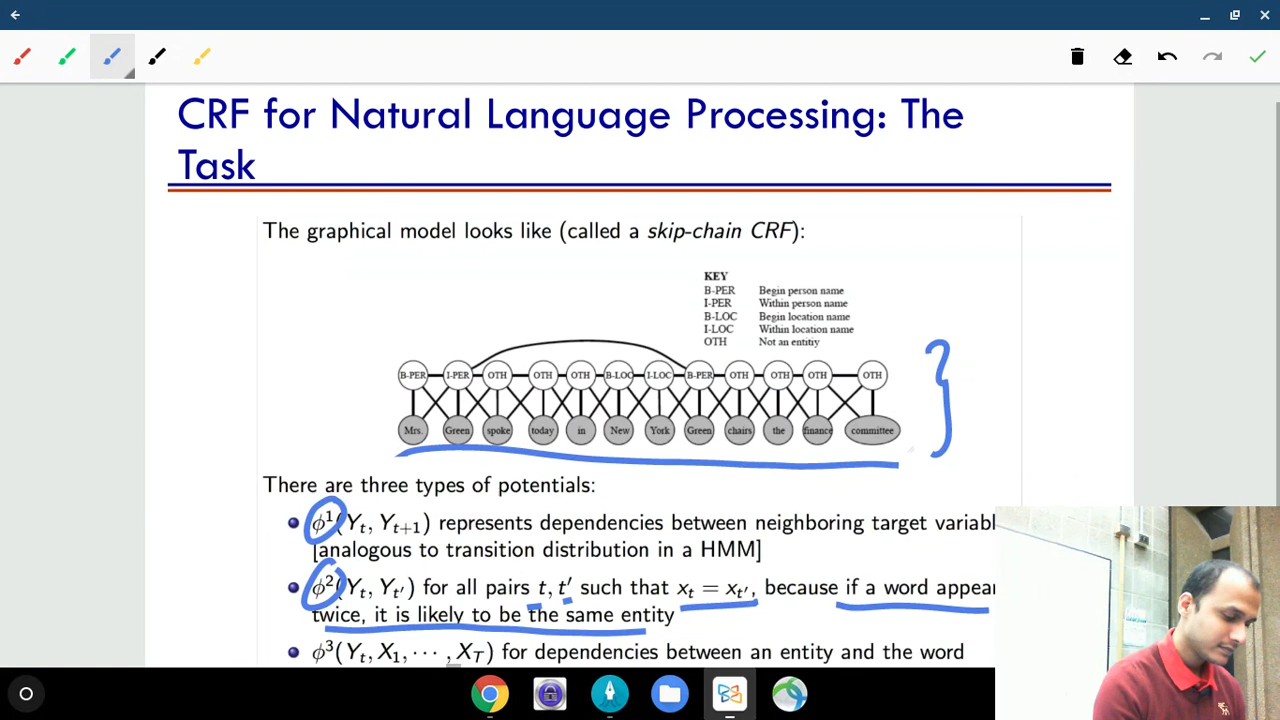 CRF for Natural Language Processing: The
Task
The graphical model looks like (called a skip-chain CRF):
KEY
B-PER Begin person name
I-PER Within person name
B-LOC Begin location name
I-LOC Within location name
OTH Not an entitiy
B-PER I-PER OTH OTH OTH B-LOC I-LOC B-PER OTH OTH OTH OTH
Mrs. Green spoke today in New York Green chairs the finance committee
There are three types of potentials:
ϕ¹(Yₜ, Yₜ₊₁) represents dependencies between neighboring target variabl
[analogous to transition distribution in a HMM]
ϕ²(Yₜ, Yₜ′) for all pairs t, t′ such that xₜ = xₜ′, because if a word appear
twice, it is likely to be the same entity
ϕ³(Yₜ, X₁, ⋯ , X_T) for dependencies between an entity and the word